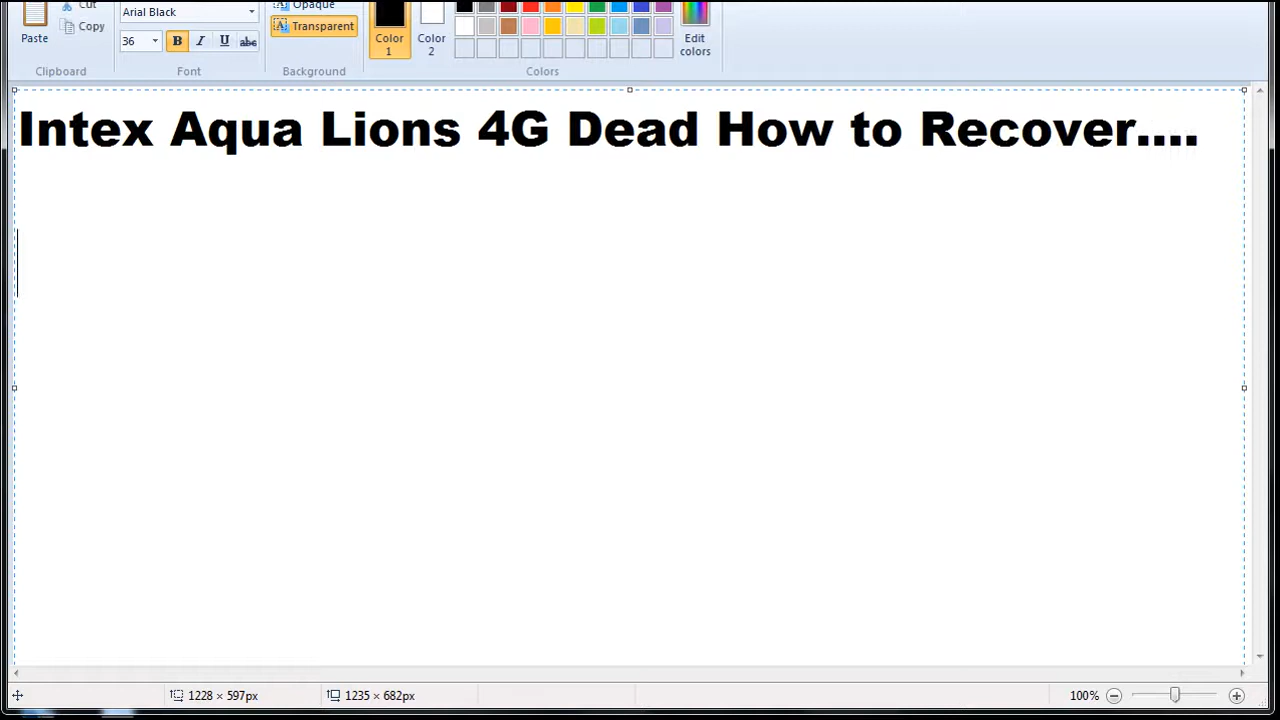 Cut
Arial Black
Opaque
Paste
Copy
36
B
I
U
abc
A
Transparent
Color
1
Color
2
Edit
colors
Clipboard
Font
Background
Colors
Intex Aqua Lions 4G Dead How to Recover....
1228 × 597px
1235 × 682px
100%